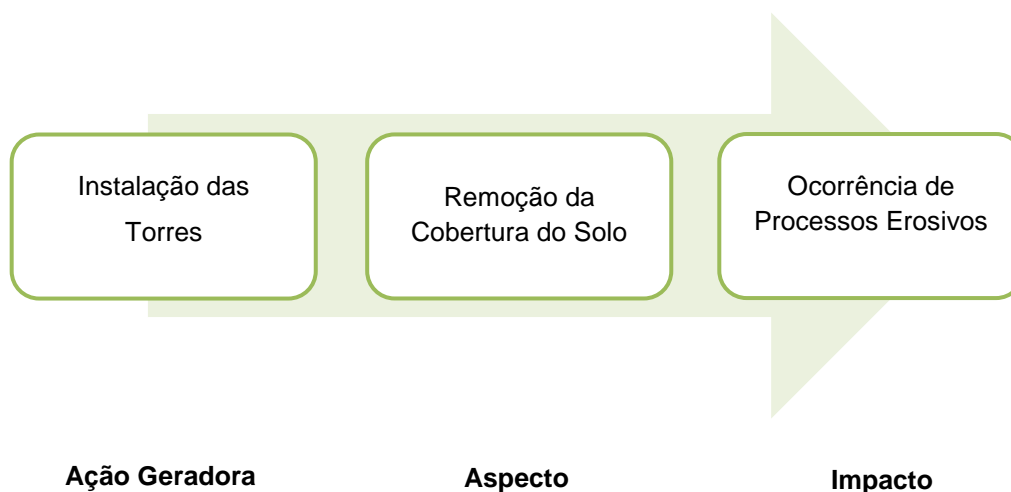 Instalação das
Torres
Remoção da
Cobertura do Solo
Ocorrência de
Processos Erosivos
Ação Geradora
Aspecto
Impacto